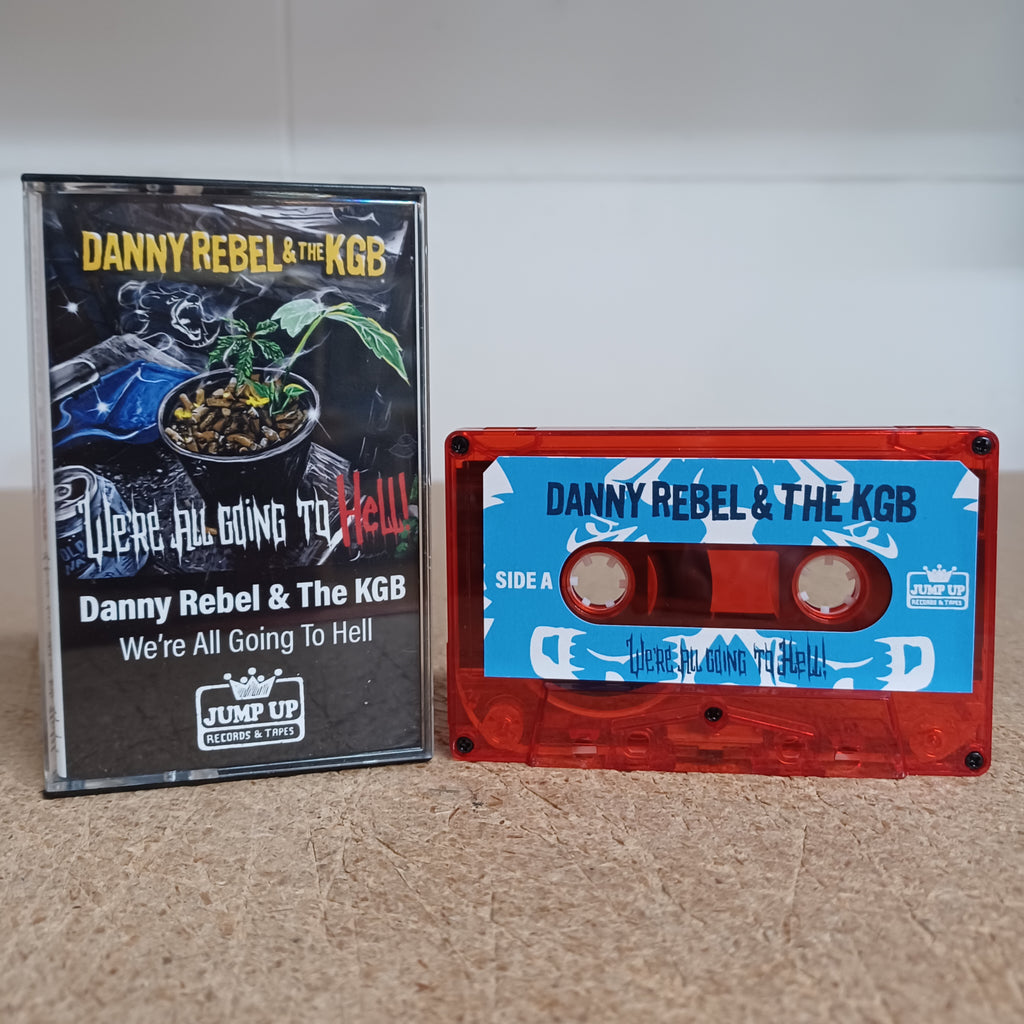 DANNY REBEL & THE KGB
WE'RE ALL GOING TO HELL!
Danny Rebel & The KGB
We're All Going To Hell
JUMP UP
RECORDS & TAPES
DANNY REBEL & THE KGB
SIDE A
JUMP UP
RECORDS & TAPES
WE'RE ALL GOING TO HELL!